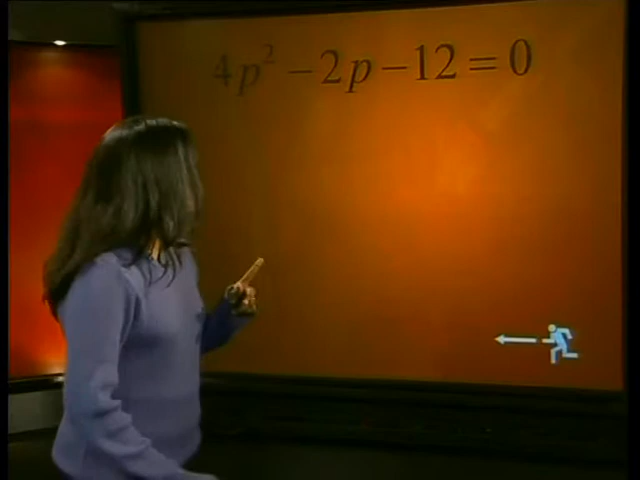 4p² − 2p − 12 = 0